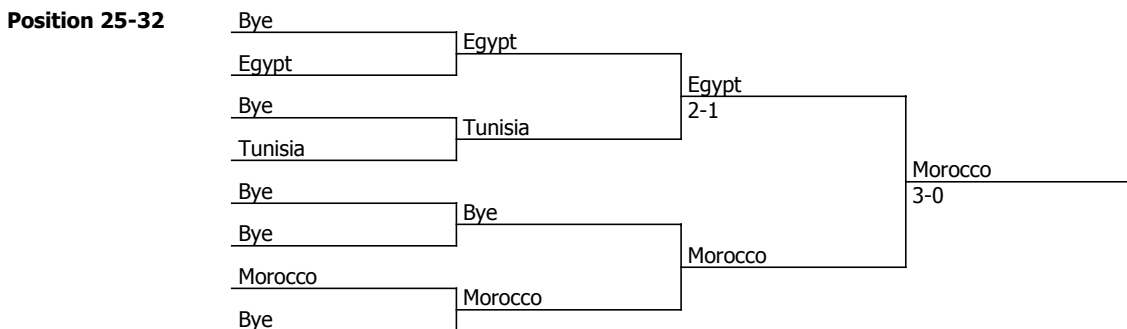 Position 25-32
Bye
Egypt
Egypt
Egypt
2-1
Bye
Tunisia
Tunisia
Morocco
3-0
Bye
Bye
Bye
Morocco
Morocco
Morocco
Bye